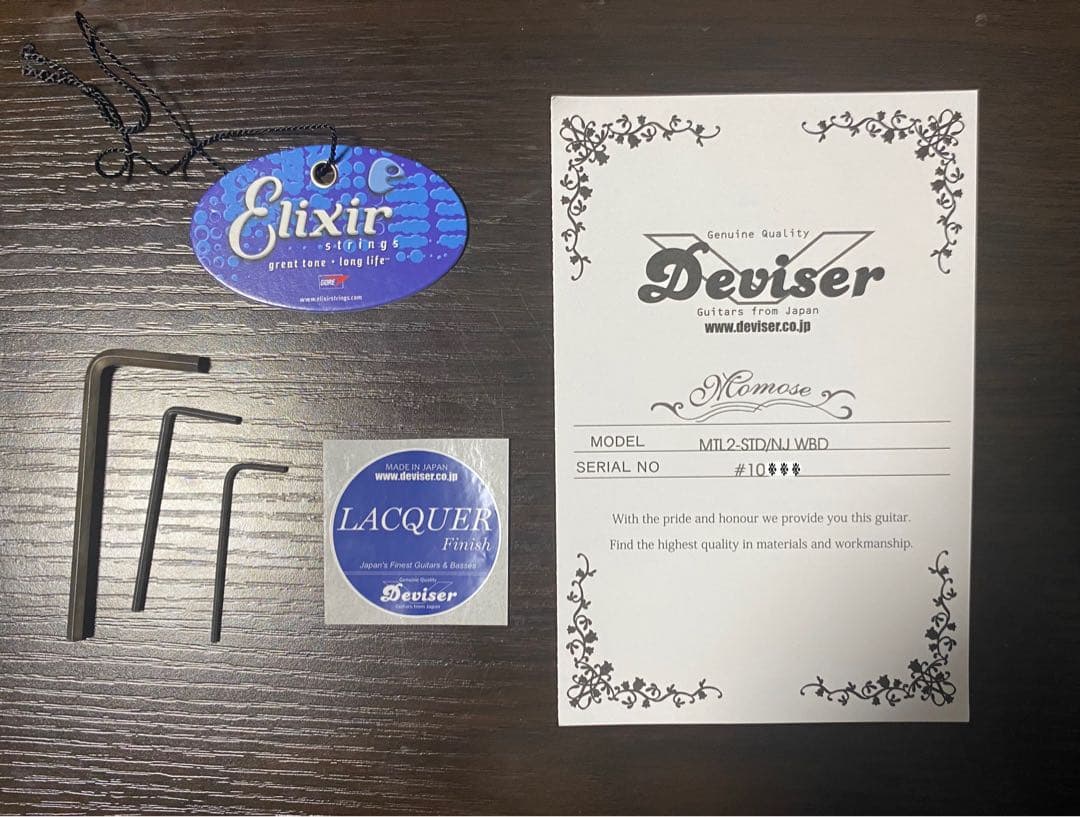 Elixir
strings
great tone • long life™
GORE
www.elixirstrings.com
MADE IN JAPAN
www.deviser.co.jp
LACQUER
Finish
Japan's Finest Guitars & Basses
Genuine Quality
Deviser
Guitars from Japan
Genuine Quality
Deviser
Guitars from Japan
www.deviser.co.jp
Momose
MODEL MTL2-STD/NJ WBD
SERIAL NO #10
With the pride and honour we provide you this guitar.
Find the highest quality in materials and workmanship.